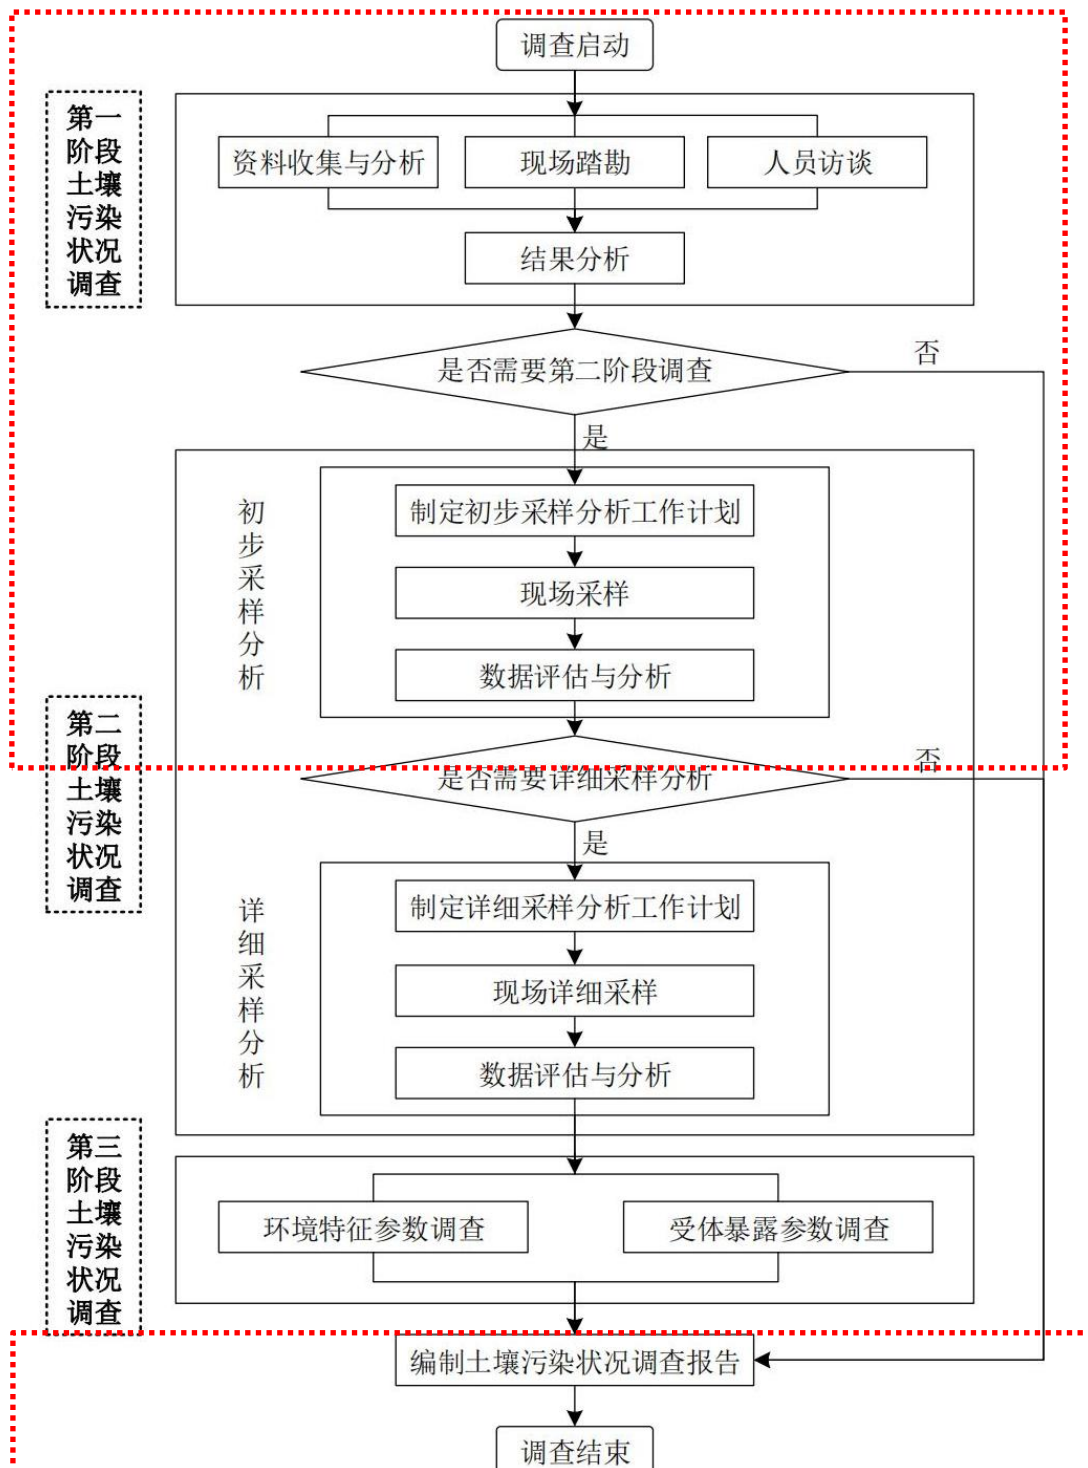 调查启动
第一
阶段
土壤
污染
状况
调查
资料收集与分析
现场踏勘
人员访谈
结果分析
是否需要第二阶段调查
否
是
初步采样分析
制定初步采样分析工作计划
现场采样
数据评估与分析
第二
阶段
土壤
污染
状况
调查
是否需要详细采样分析
否
是
详细采样分析
制定详细采样分析工作计划
现场详细采样
数据评估与分析
第三
阶段
土壤
污染
状况
调查
环境特征参数调查
受体暴露参数调查
编制土壤污染状况调查报告
调查结束